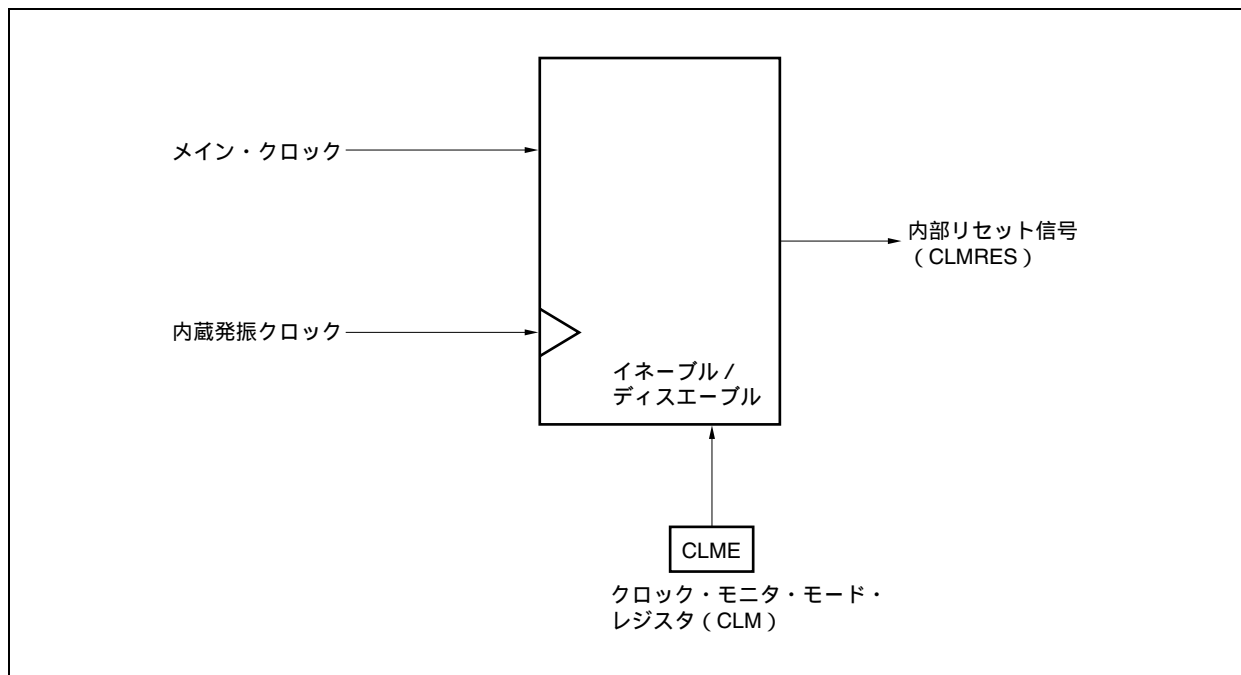 メイン・クロック
内部リセット信号
（CLMRES）
内蔵発振クロック
イネーブル／
ディスエーブル
CLME
クロック・モニタ・モード・
レジスタ（CLM）